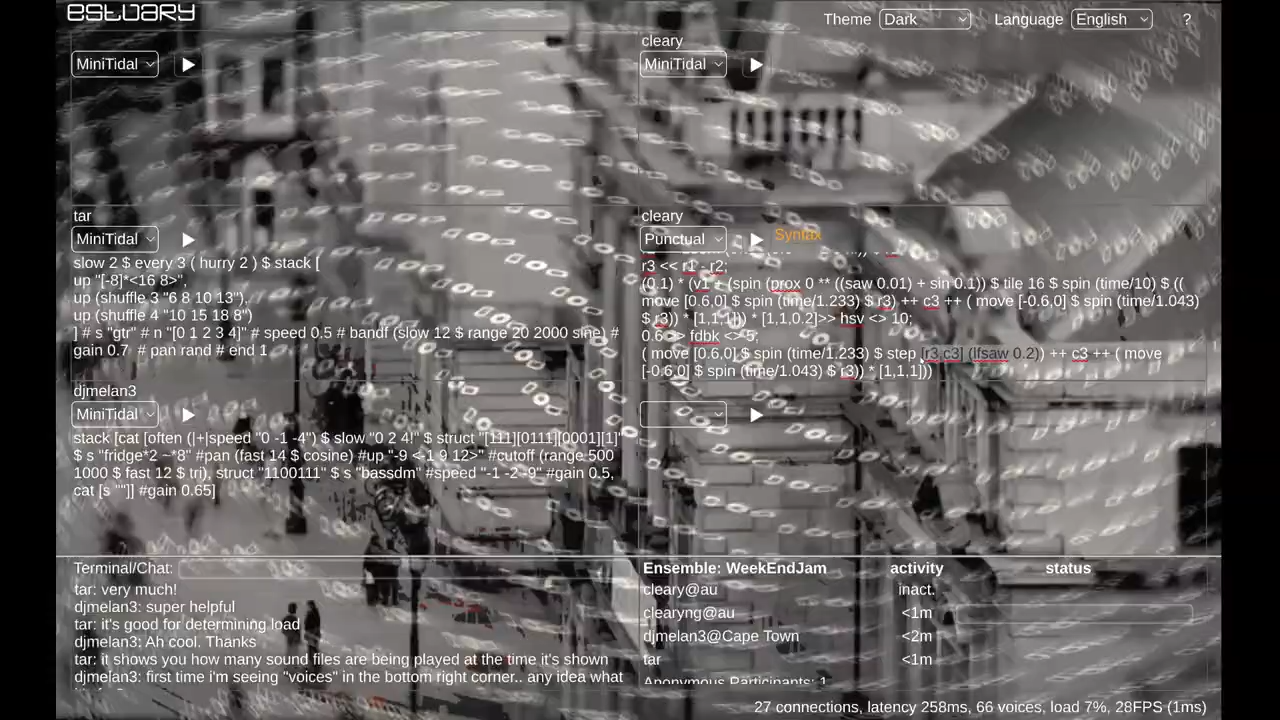 estuary
Theme Dark Language English ?
MiniTidal
cleary
MiniTidal
tar
MiniTidal
slow 2 $ every 3 ( hurry 2 ) $ stack [
up "[-8]*<16 8>",
up (shuffle 3 "6 8 10 13"),
up (shuffle 4 "10 15 18 8")
] # s "gtr" # n "[0 1 2 3 4]" # speed 0.5 # bandf (slow 12 $ range 20 2000 sine) #
gain 0.7 # pan rand # end 1
cleary
Punctual Syntax
r3 << r1 - r2;
(0.1) * (v1 + (spin (prox 0 ** ((saw 0.01) + sin 0.1)) $ tile 16 $ spin (time/10) $ ((
move [0.6,0] $ spin (time/1.233) $ r3) ++ c3 ++ ( move [-0.6,0] $ spin (time/1.043)
$ r3)) * [1,1,1])) * [1,1,0.2]>> hsv <> 10;
0.6 >> fdbk <> 5;
( move [0.6,0] $ spin (time/1.233) $ step [r3,c3] (lfsaw 0.2)) ++ c3 ++ ( move
[-0.6,0] $ spin (time/1.043) $ r3)) * [1,1,1]))
djmelan3
MiniTidal
stack [cat [often (|+|speed "0 -1 -4") $ slow "0 2 4!" $ struct "[111][0111][0001][1]"
$ s "fridge*2 ~*8" #pan (fast 14 $ cosine) #up "-9 <-1 9 12>" #cutoff (range 500
1000 $ fast 12 $ tri), struct "1100111" $ s "bassdm" #speed "-1 -2 -9" #gain 0.5,
cat [s ""]] #gain 0.65]
Terminal/Chat:
tar: very much!
djmelan3: super helpful
tar: it's good for determining load
djmelan3: Ah cool. Thanks
tar: it shows you how many sound files are being played at the time it's shown
djmelan3: first time i'm seeing "voices" in the bottom right corner.. any idea what
Ensemble: WeekEndJam activity status
cleary@au inact.
clearyng@au <1m
djmelan3@Cape Town <2m
tar <1m
Anonymous Participants: 1
27 connections, latency 258ms, 66 voices, load 7%, 28FPS (1ms)